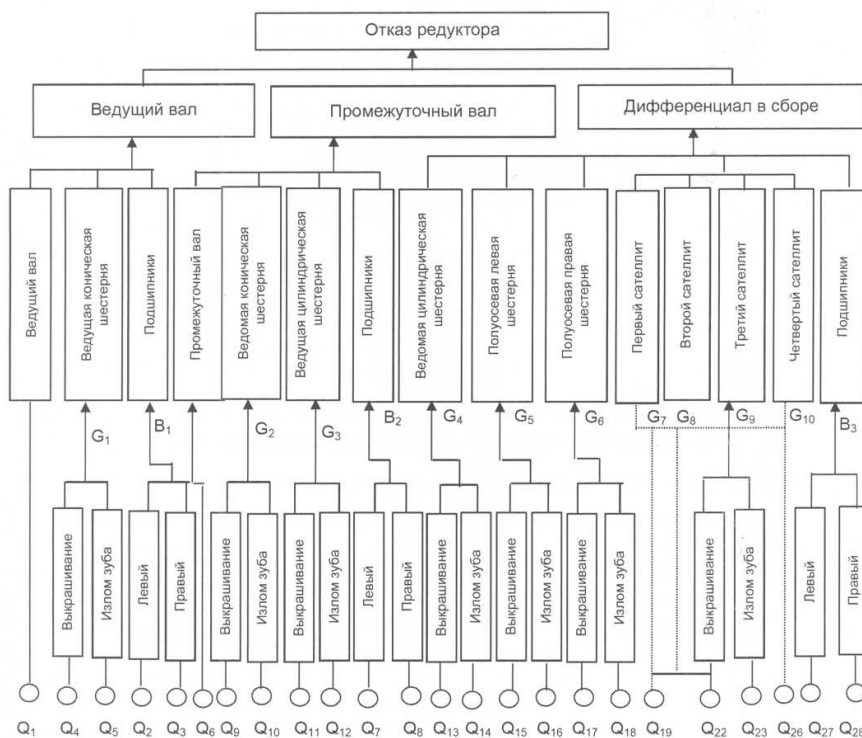 Отказ редуктора
Ведущий вал
Промежуточный вал
Дифференциал в сборе
Ведущий вал
Ведущая коническая
шестерня
Подшипники
Промежуточный вал
Ведомая коническая
шестерня
Ведущая цилиндрическая
шестерня
Подшипники
Ведомая цилиндрическая
шестерня
Полуосевая левая
шестерня
Полуосевая правая
шестерня
Первый сателлит
Второй сателлит
Третий сателлит
Четвертый сателлит
Подшипники
G1
B1
G2
G3
B2
G4
G5
G6
G7
G8
G9
G10
B3
Выкрашивание
Излом зуба
Левый
Правый
Выкрашивание
Излом зуба
Выкрашивание
Излом зуба
Левый
Правый
Выкрашивание
Излом зуба
Выкрашивание
Излом зуба
Выкрашивание
Излом зуба
Выкрашивание
Излом зуба
Левый
Правый
Q1
Q4
Q5
Q2
Q3
Q6
Q9
Q10
Q11
Q12
Q7
Q8
Q13
Q14
Q15
Q16
Q17
Q18
Q19
Q22
Q23
Q26
Q27
Q28